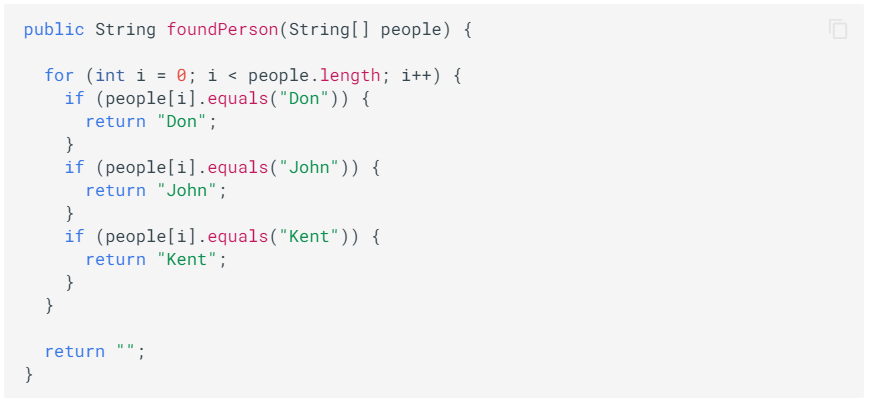 public String foundPerson(String[] people) {
for (int i = 0; i < people.length; i++) {
if (people[i].equals("Don")) {
return "Don";
}
if (people[i].equals("John")) {
return "John";
}
if (people[i].equals("Kent")) {
return "Kent";
}
}
return "";
}